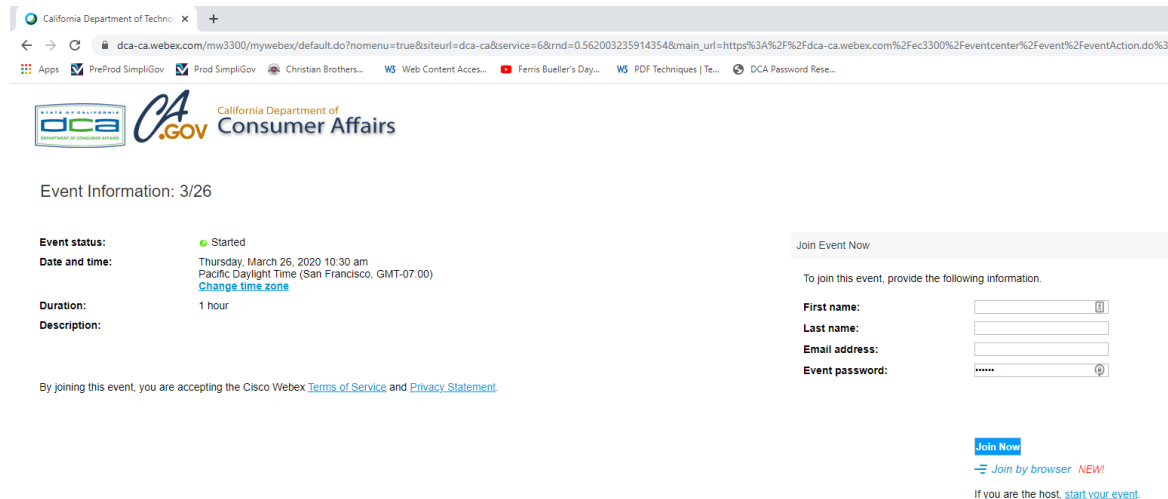 California Department of Techno
dca-ca.webex.com/mw3300/mywebex/default.do?nomenu=true&siteurl=dca-ca&service=6&rnd=0.562003235914354&main_url=https%3A%2F%2Fdca-ca.webex.com%2Fec3300%2Feventcenter%2Fevent%2FeventAction.do%3
Apps PreProd SimpliGov Prod SimpliGov Christian Brothers... W3 Web Content Acces... Ferris Bueller's Day... W3 PDF Techniques | Te... DCA Password Rese...
STATE OF CALIFORNIA
dca
DEPARTMENT OF CONSUMER AFFAIRS
CA
.GOV
California Department of
Consumer Affairs
Event Information: 3/26
Event status: Started
Date and time: Thursday, March 26, 2020 10:30 am
Pacific Daylight Time (San Francisco, GMT-07:00)
Change time zone
Duration: 1 hour
Description:
By joining this event, you are accepting the Cisco Webex Terms of Service and Privacy Statement.
Join Event Now
To join this event, provide the following information.
First name:
Last name:
Email address:
Event password: ••••••
Join Now
Join by browser NEW!
If you are the host, start your event.